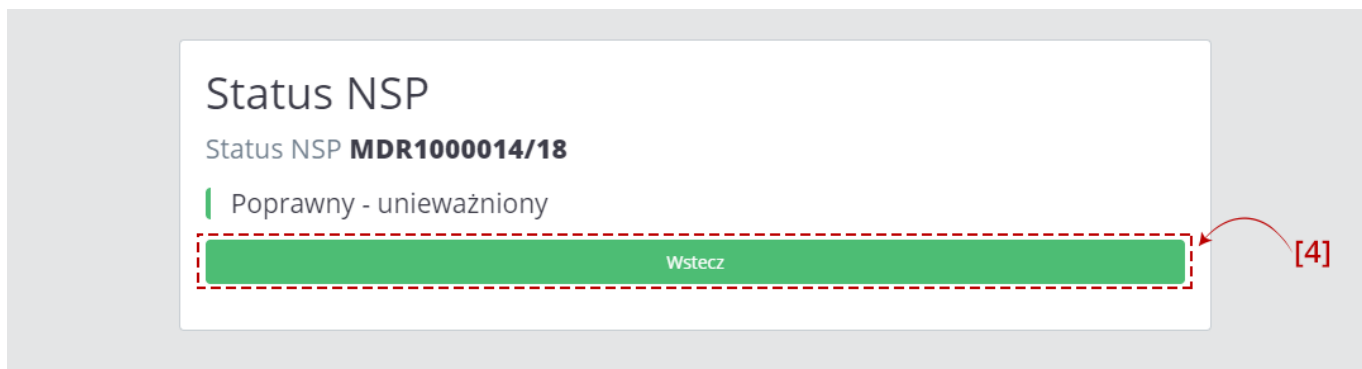 Status NSP
Status NSP MDR1000014/18
Poprawny - unieważniony
Wstecz
[4]